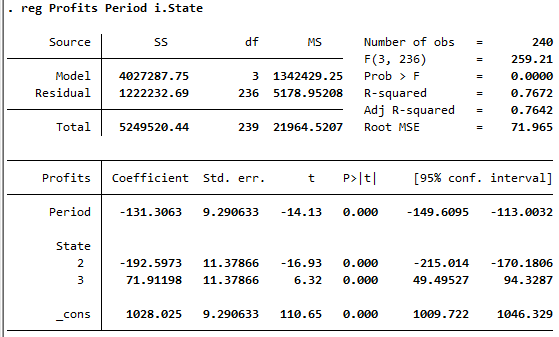 . reg Profits Period i.State
Source SS df MS Number of obs = 240
F(3, 236) = 259.21
Model 4027287.75 3 1342429.25 Prob > F = 0.0000
Residual 1222232.69 236 5178.95208 R-squared = 0.7672
Adj R-squared = 0.7642
Total 5249520.44 239 21964.5207 Root MSE = 71.965
Profits Coefficient Std. err. t P>|t| [95% conf. interval]
Period -131.3063 9.290633 -14.13 0.000 -149.6095 -113.0032
State
2 -192.5973 11.37866 -16.93 0.000 -215.014 -170.1806
3 71.91198 11.37866 6.32 0.000 49.49527 94.3287
_cons 1028.025 9.290633 110.65 0.000 1009.722 1046.329